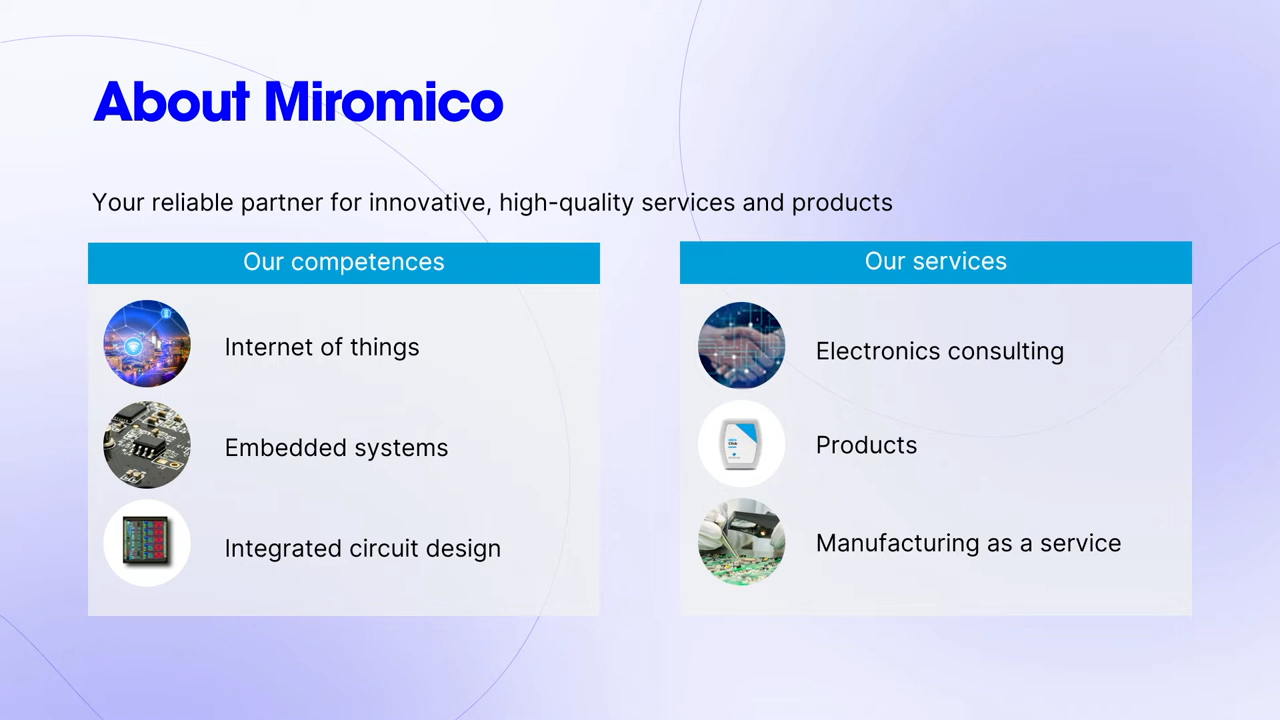 About Miromico
Your reliable partner for innovative, high-quality services and products
Our competences
Internet of things
Embedded systems
Integrated circuit design
Our services
Electronics consulting
Products
Manufacturing as a service